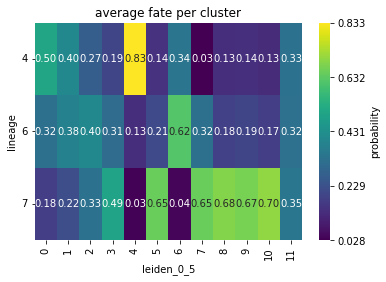 average fate per cluster
4 0.50 0.40 0.27 0.19 0.83 0.14 0.34 0.03 0.13 0.14 0.13 0.33
6 0.32 0.38 0.40 0.31 0.13 0.21 0.62 0.32 0.18 0.19 0.17 0.32
7 0.18 0.22 0.33 0.49 0.03 0.65 0.04 0.65 0.68 0.67 0.70 0.35
0 1 2 3 4 5 6 7 8 9 10 11
leiden_0_5
lineage
0.833
0.632
0.431
0.229
0.028
probability